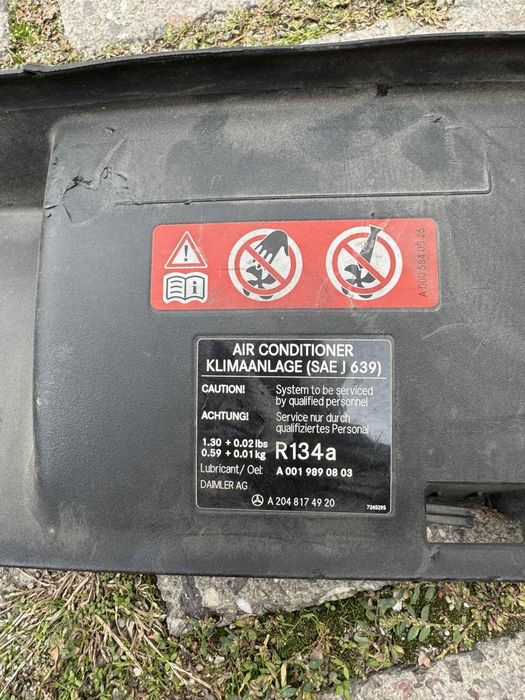 A 000 584 05 26
AIR CONDITIONER
KLIMAANLAGE (SAE J 639)
CAUTION! System to be serviced
by qualified personnel
ACHTUNG! Service nur durch
qualifiziertes Personal
1.30 + 0.02 lbs
0.59 + 0.01 kg R134a
Lubricant/ Oel: A 001 989 08 03
DAIMLER AG
A 204 817 49 20 7245295